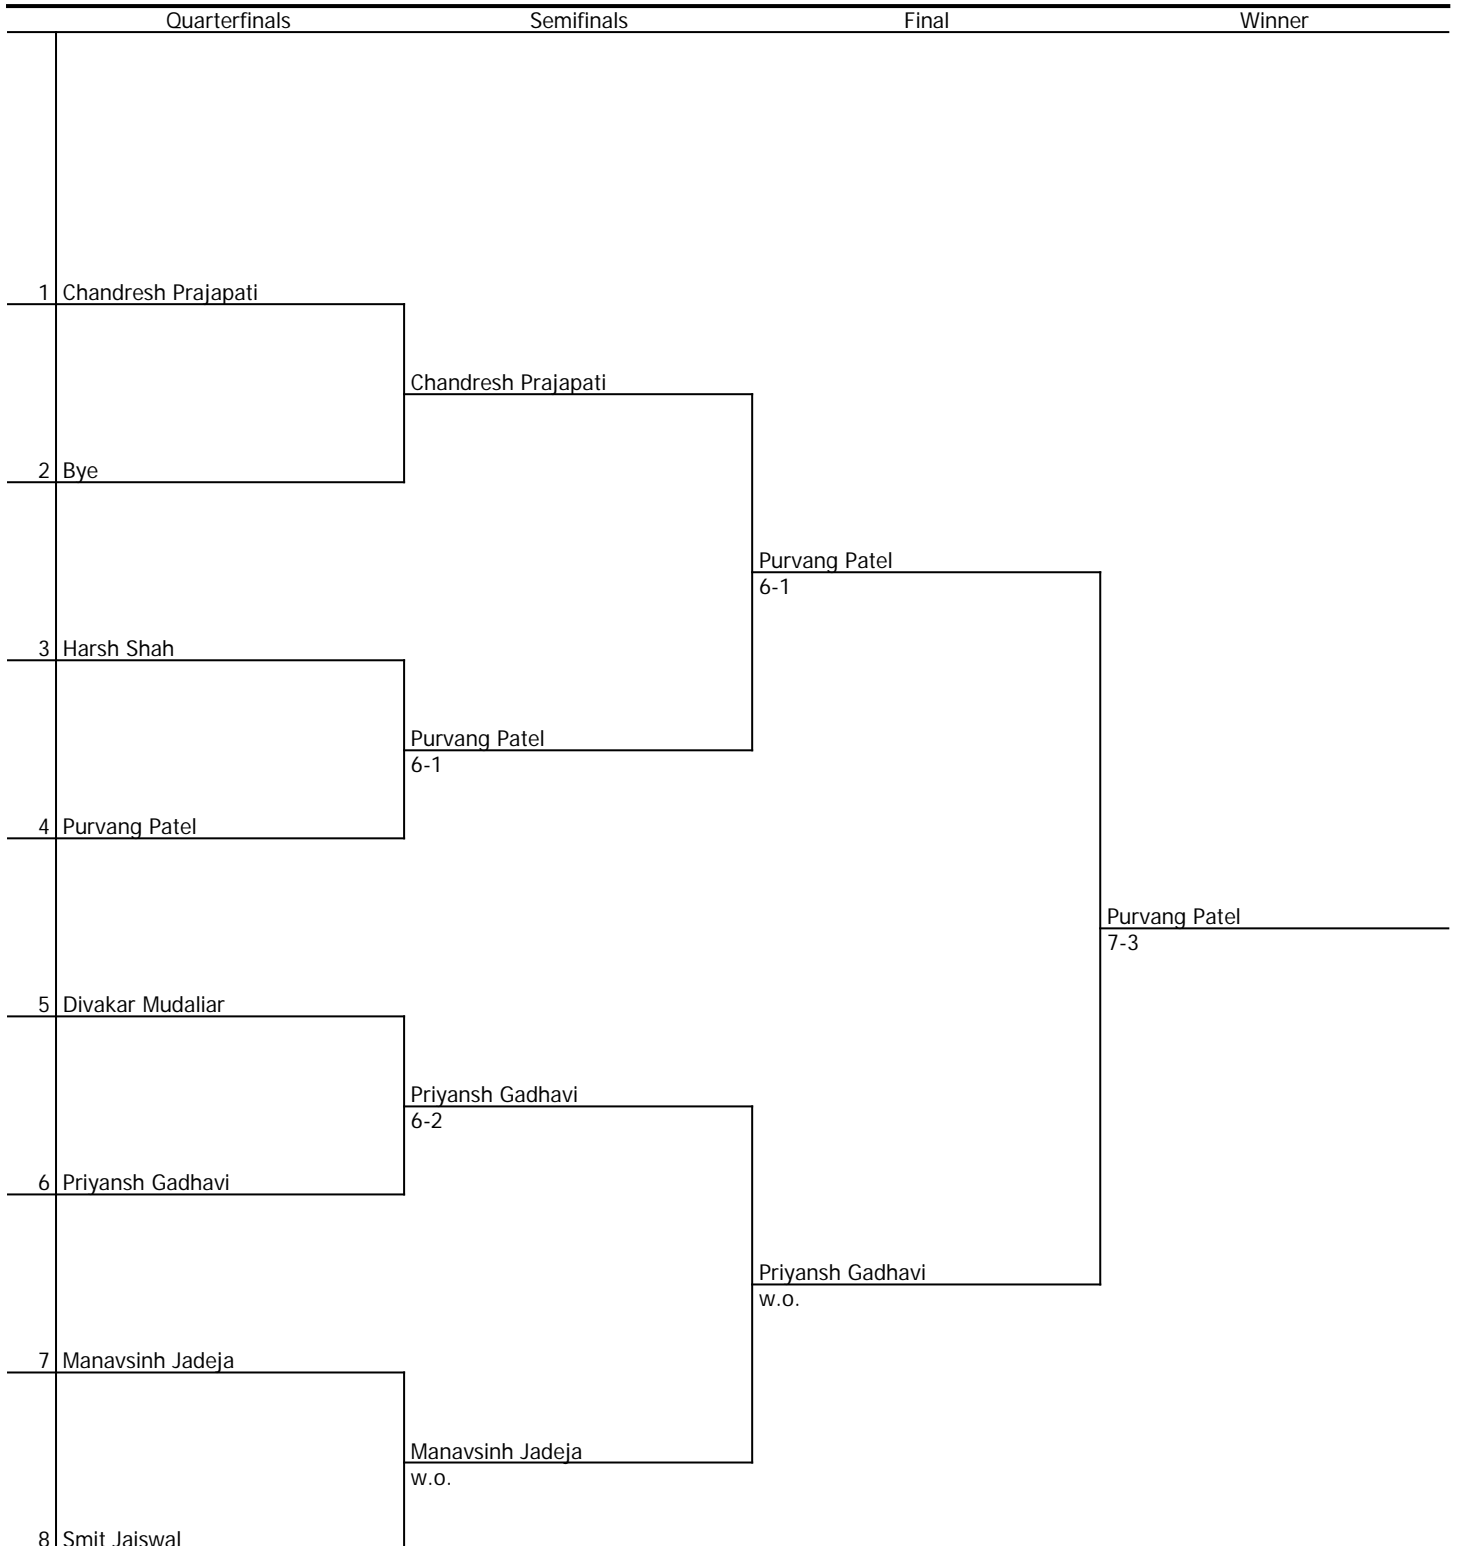 Quarterfinals Semifinals Final Winner
1 Chandresh Prajapati
Chandresh Prajapati
2 Bye
Purvang Patel
6-1
3 Harsh Shah
Purvang Patel
6-1
4 Purvang Patel
Purvang Patel
7-3
5 Divakar Mudaliar
Priyansh Gadhavi
6-2
6 Priyansh Gadhavi
Priyansh Gadhavi
w.o.
7 Manavsinh Jadeja
Manavsinh Jadeja
w.o.
8 Smit Jaiswal